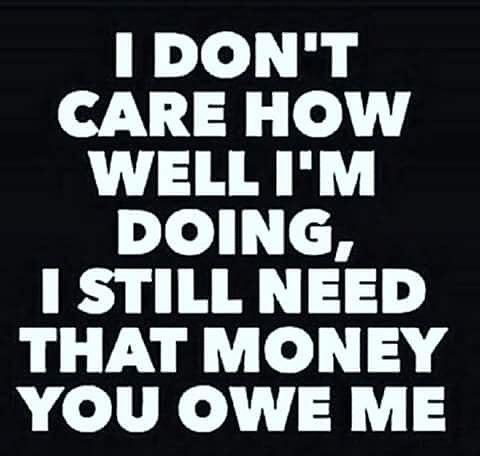 I DON'T
CARE HOW
WELL I'M
DOING,
I STILL NEED
THAT MONEY
YOU OWE ME